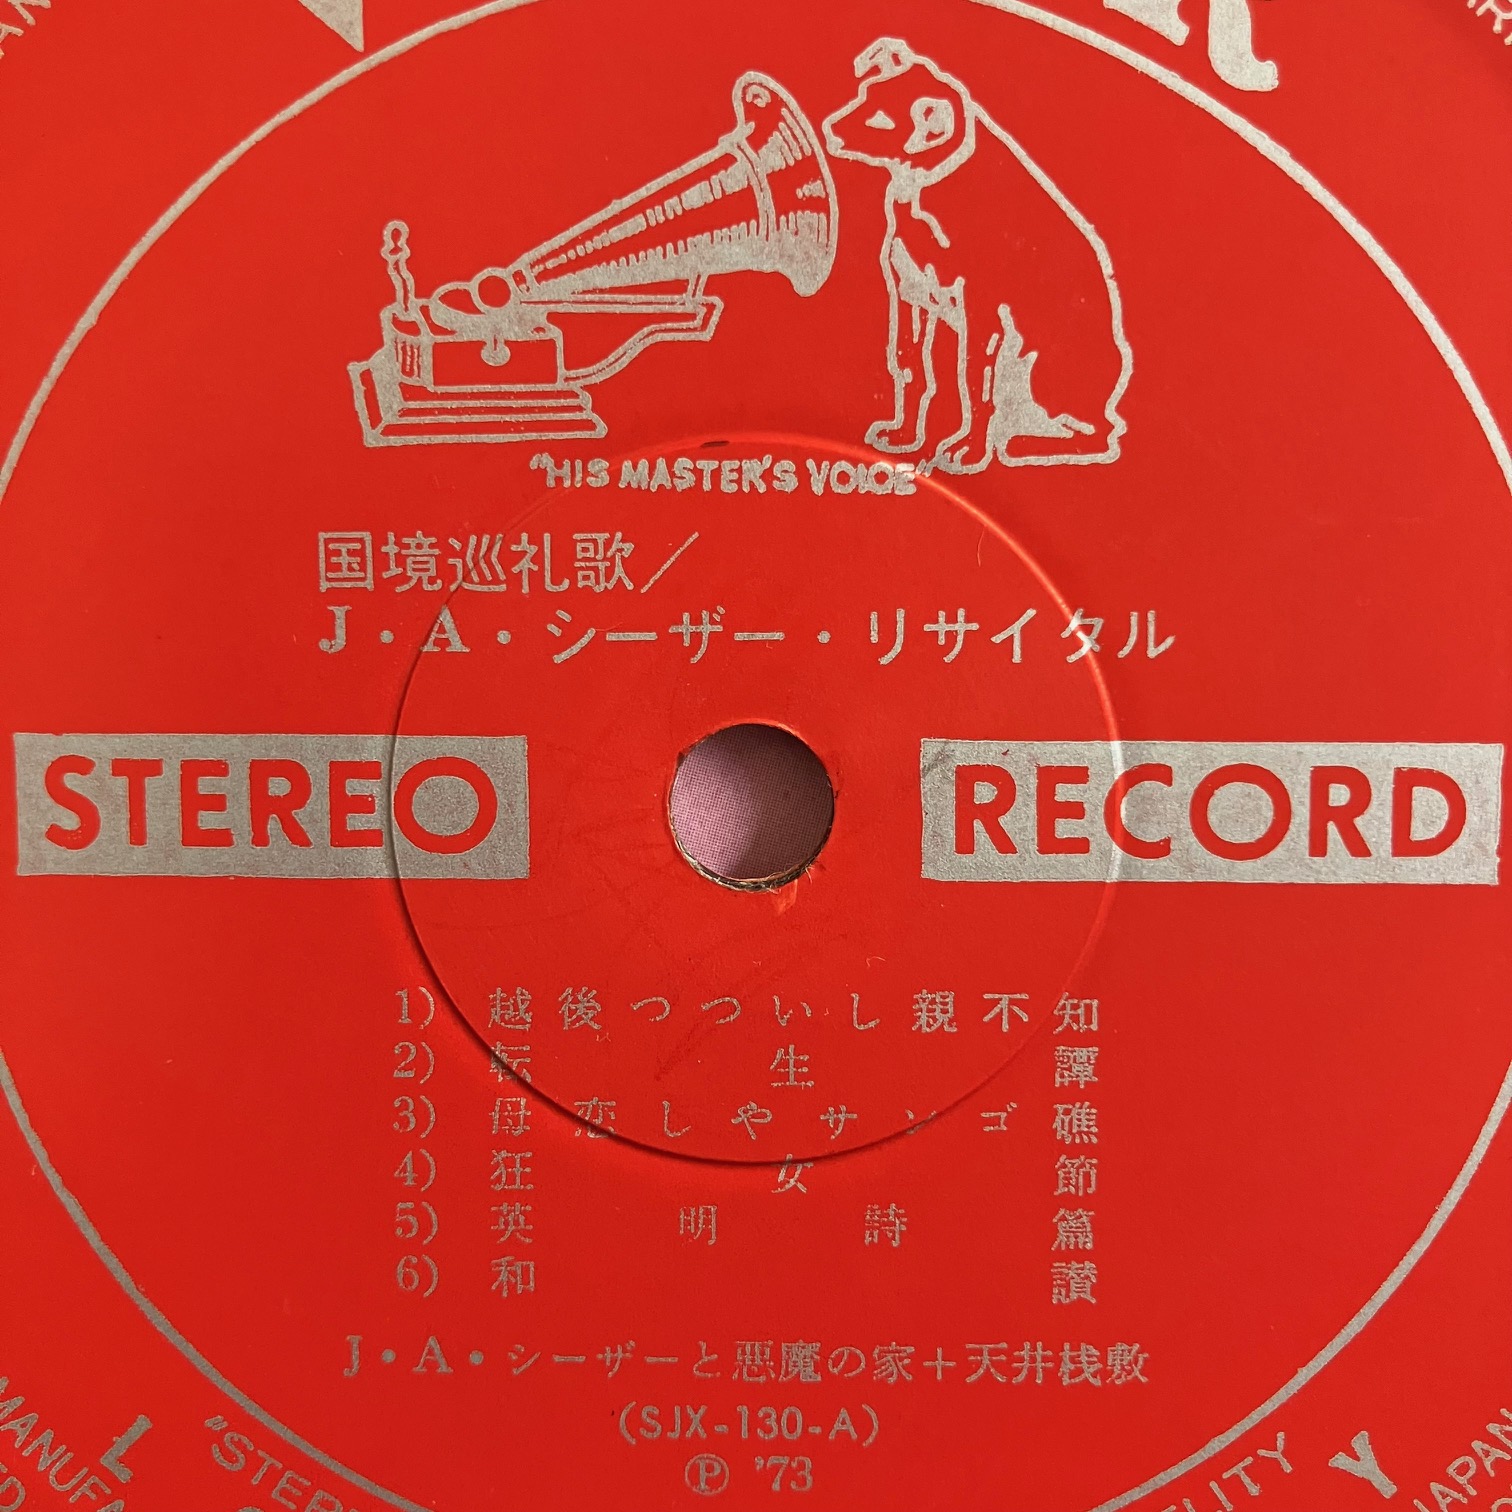 "HIS MASTER'S VOICE"
国境巡礼歌／
J・A・シーザー・リサイタル
STEREO RECORD
1) 越後つついし親不知
2) 転生譚
3) 母恋しやサンゴ礁
4) 狂女節
5) 英明詩篇
6) 和讃
J・A・シーザーと悪魔の家＋天井桟敷
(SJX-130-A)
Ⓟ '73